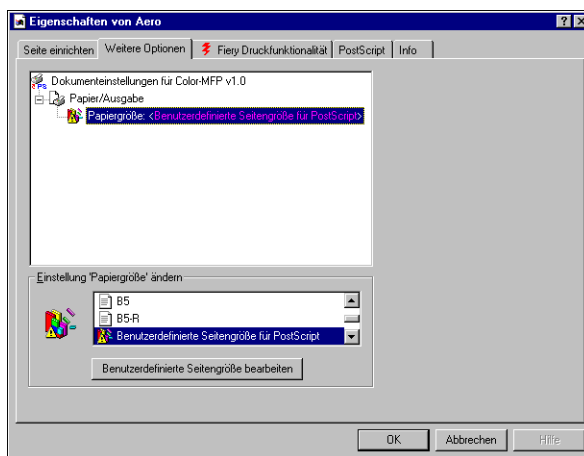 Eigenschaften von Aero
Seite einrichten Weitere Optionen Fiery Druckfunktionalität PostScript Info
Dokumenteinstellungen für Color-MFP v1.0
Papier/Ausgabe
Papiergröße: <Benutzerdefinierte Seitengröße für PostScript>
Einstellung 'Papiergröße' ändern
B5
B5-R
Benutzerdefinierte Seitengröße für PostScript
Benutzerdefinierte Seitengröße bearbeiten
OK Abbrechen Hilfe